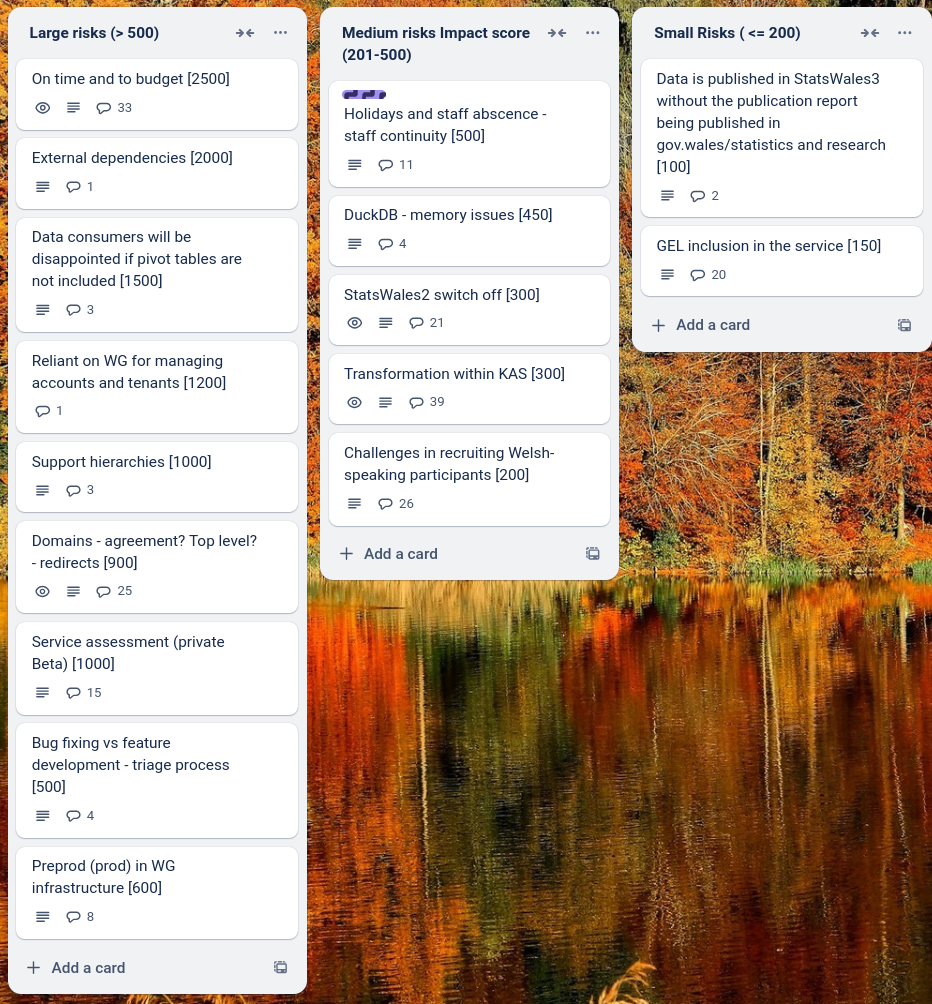 Large risks (> 500)
On time and to budget [2500]
33
External dependencies [2000]
1
Data consumers will be
disappointed if pivot tables are
not included [1500]
3
Reliant on WG for managing
accounts and tenants [1200]
1
Support hierarchies [1000]
3
Domains - agreement? Top level?
- redirects [900]
25
Service assessment (private
Beta) [1000]
15
Bug fixing vs feature
development - triage process
[500]
4
Preprod (prod) in WG
infrastructure [600]
8
Add a card
Medium risks Impact score
(201-500)
Holidays and staff abscence -
staff continuity [500]
11
DuckDB - memory issues [450]
4
StatsWales2 switch off [300]
21
Transformation within KAS [300]
39
Challenges in recruiting Welsh-
speaking participants [200]
26
Add a card
Small Risks ( <= 200)
Data is published in StatsWales3
without the publication report
being published in
gov.wales/statistics and research
[100]
2
GEL inclusion in the service [150]
20
Add a card